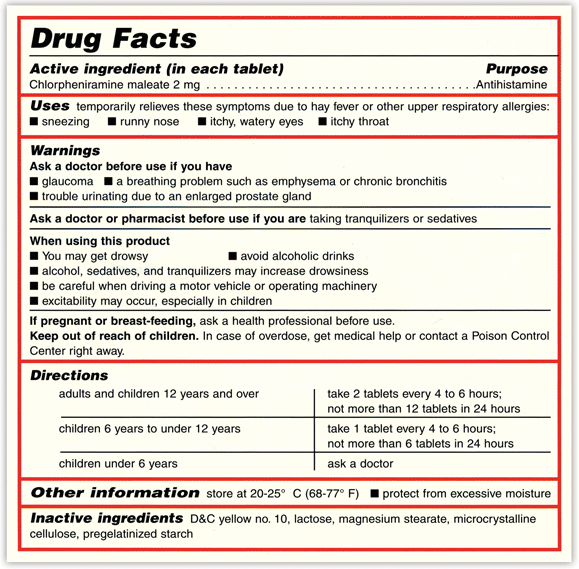 Drug Facts
Active ingredient (in each tablet) Purpose
Chlorpheniramine maleate 2 mg . . . . . . . . . . . . . . . . . . . . . . . . . . . . . . . . . . . . . . . .Antihistamine
Uses temporarily relieves these symptoms due to hay fever or other upper respiratory allergies:
■ sneezing ■ runny nose ■ itchy, watery eyes ■ itchy throat
Warnings
Ask a doctor before use if you have
■ glaucoma ■ a breathing problem such as emphysema or chronic bronchitis
■ trouble urinating due to an enlarged prostate gland
Ask a doctor or pharmacist before use if you are taking tranquilizers or sedatives
When using this product
■ You may get drowsy ■ avoid alcoholic drinks
■ alcohol, sedatives, and tranquilizers may increase drowsiness
■ be careful when driving a motor vehicle or operating machinery
■ excitability may occur, especially in children
If pregnant or breast-feeding, ask a health professional before use.
Keep out of reach of children. In case of overdose, get medical help or contact a Poison Control
Center right away.
Directions
adults and children 12 years and over take 2 tablets every 4 to 6 hours;
not more than 12 tablets in 24 hours
children 6 years to under 12 years take 1 tablet every 4 to 6 hours;
not more than 6 tablets in 24 hours
children under 6 years ask a doctor
Other information store at 20-25° C (68-77° F) ■ protect from excessive moisture
Inactive ingredients D&C yellow no. 10, lactose, magnesium stearate, microcrystalline
cellulose, pregelatinized starch